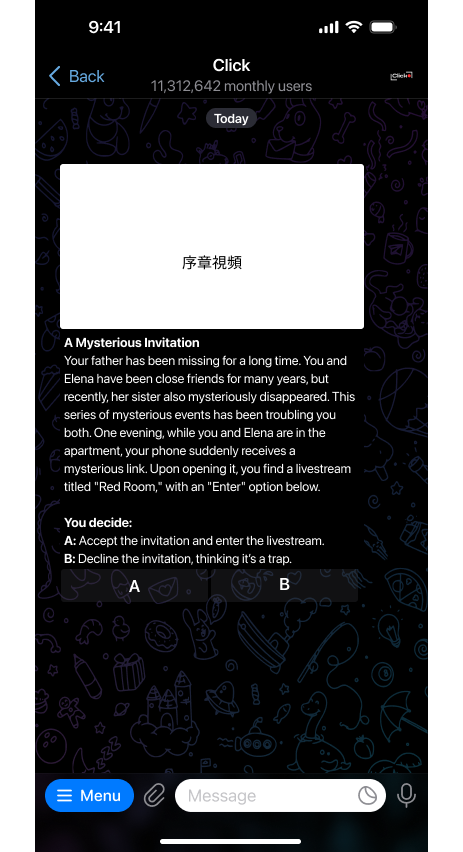 9:41
Back
Click
11,312,642 monthly users
Click
Today
序章視頻
A Mysterious Invitation
Your father has been missing for a long time. You and
Elena have been close friends for many years, but
recently, her sister also mysteriously disappeared. This
series of mysterious events has been troubling you
both. One evening, while you and Elena are in the
apartment, your phone suddenly receives a
mysterious link. Upon opening it, you find a livestream
titled "Red Room," with an "Enter" option below.
You decide:
A: Accept the invitation and enter the livestream.
B: Decline the invitation, thinking it's a trap.
A
B
Menu
Message